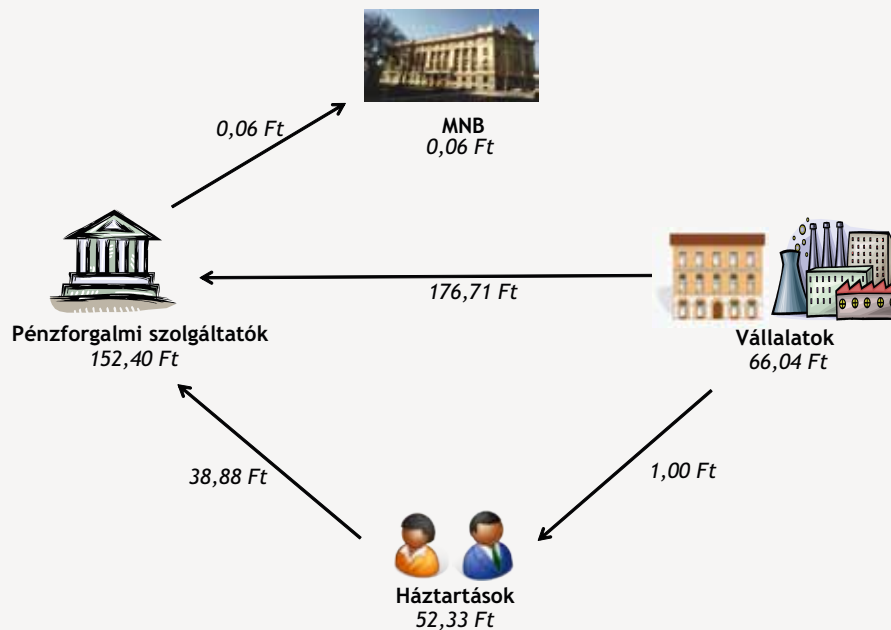 MNB
0,06 Ft
0,06 Ft
176,71 Ft
Pénzforgalmi szolgáltatók
152,40 Ft
Vállalatok
66,04 Ft
38,88 Ft
1,00 Ft
Háztartások
52,33 Ft